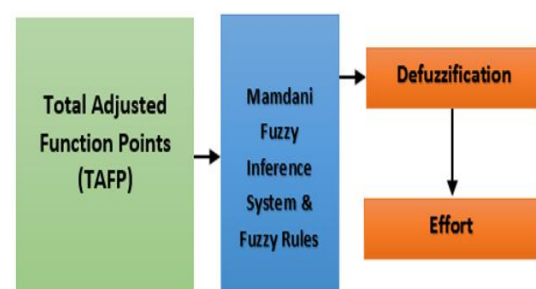 Total Adjusted
Function Points
(TAFP)
Mamdani
Fuzzy
Inference
System &
Fuzzy Rules
Defuzzification
Effort